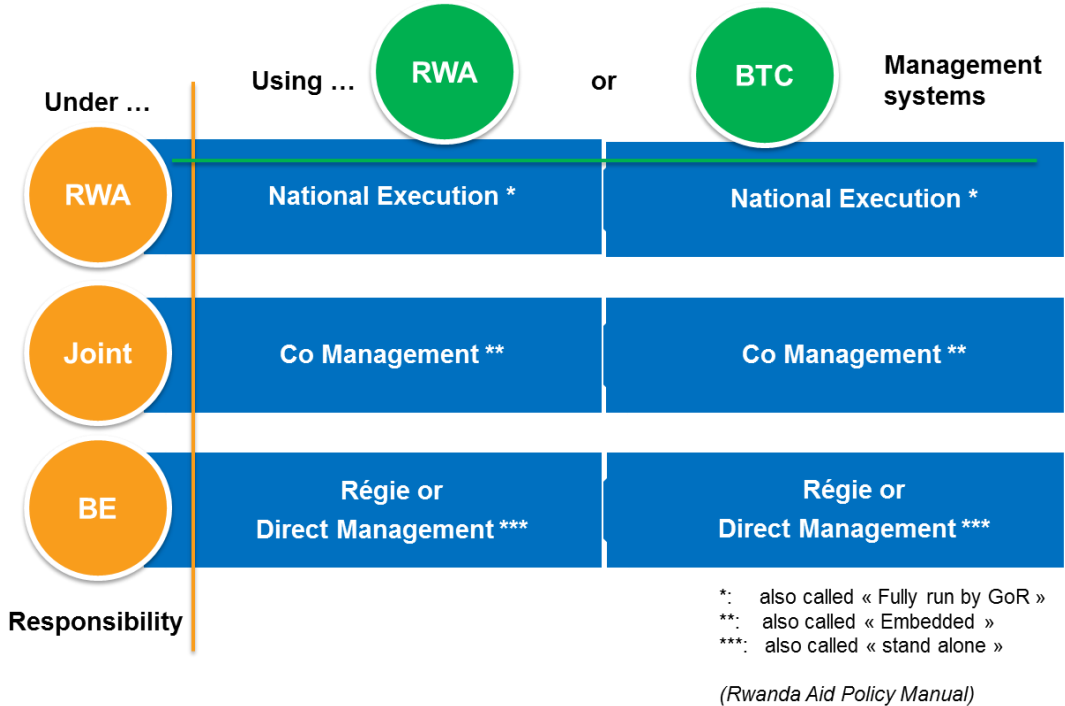 Under …
Using …
RWA
or
BTC
Management
systems
RWA
National Execution *
National Execution *
Joint
Co Management **
Co Management **
BE
Régie or
Direct Management ***
Régie or
Direct Management ***
Responsibility
*: also called « Fully run by GoR »
**: also called « Embedded »
***: also called « stand alone »
(Rwanda Aid Policy Manual)